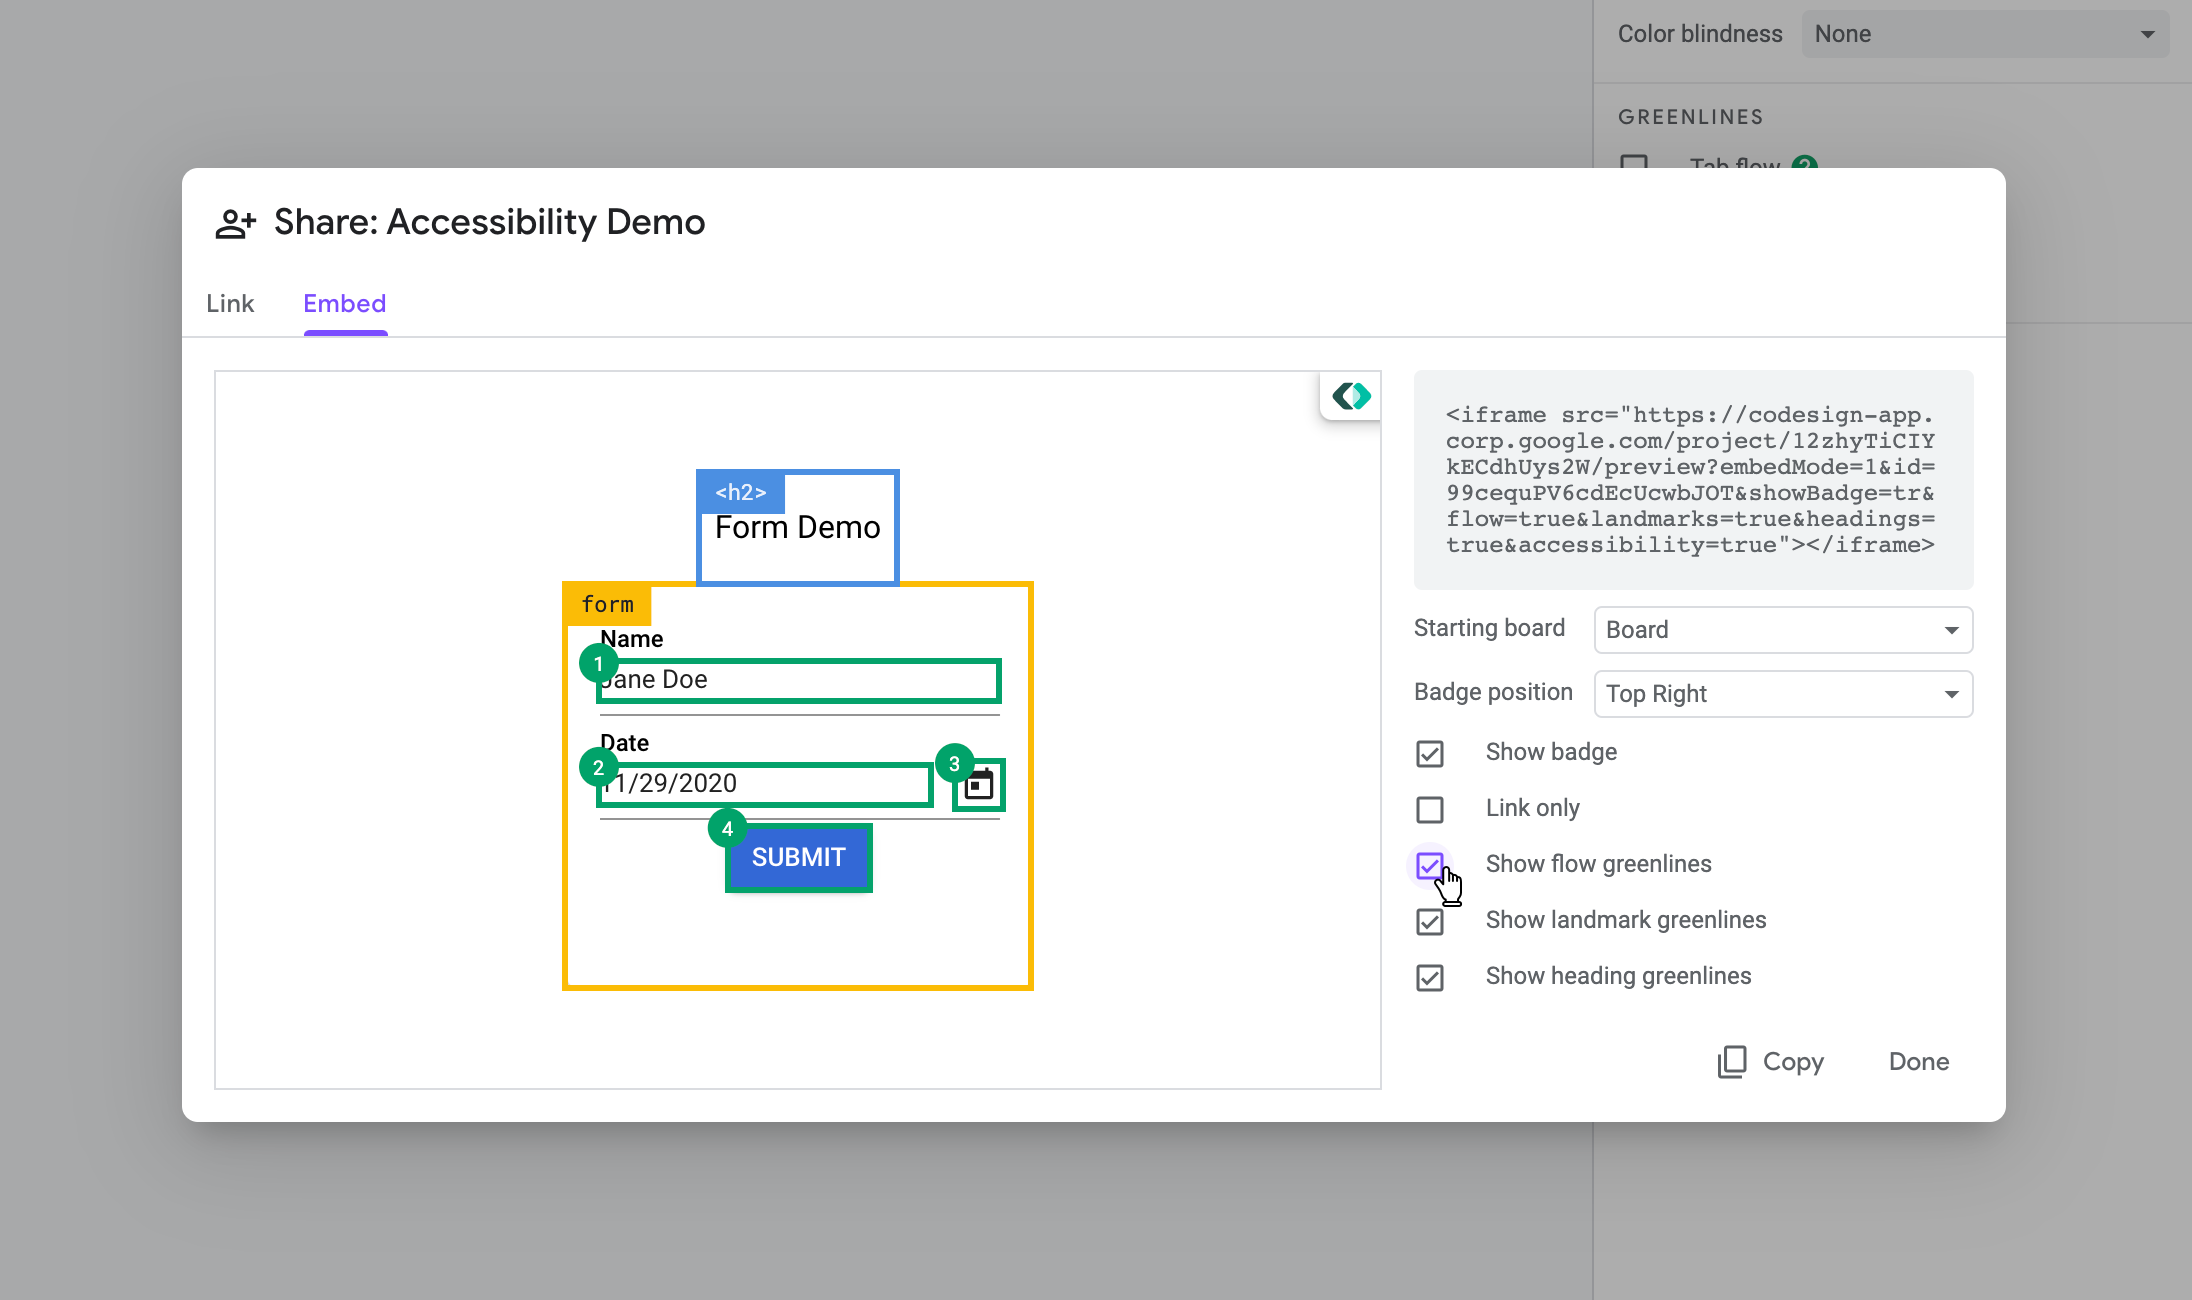 Color blindness
None
GREENLINES
Tab flow
Share: Accessibility Demo
Link
Embed
<h2>
Form Demo
form
Name
1
Jane Doe
Date
2
11/29/2020
3
4
SUBMIT
<iframe src="https://codesign-app.
corp.google.com/project/12zhyTiCIY
kECdhUys2W/preview?embedMode=1&id=
99cequPV6cdEcUcwbJOT&showBadge=tr&
flow=true&landmarks=true&headings=
true&accessibility=true"></iframe>
Starting board
Board
Badge position
Top Right
Show badge
Link only
Show flow greenlines
Show landmark greenlines
Show heading greenlines
Copy
Done